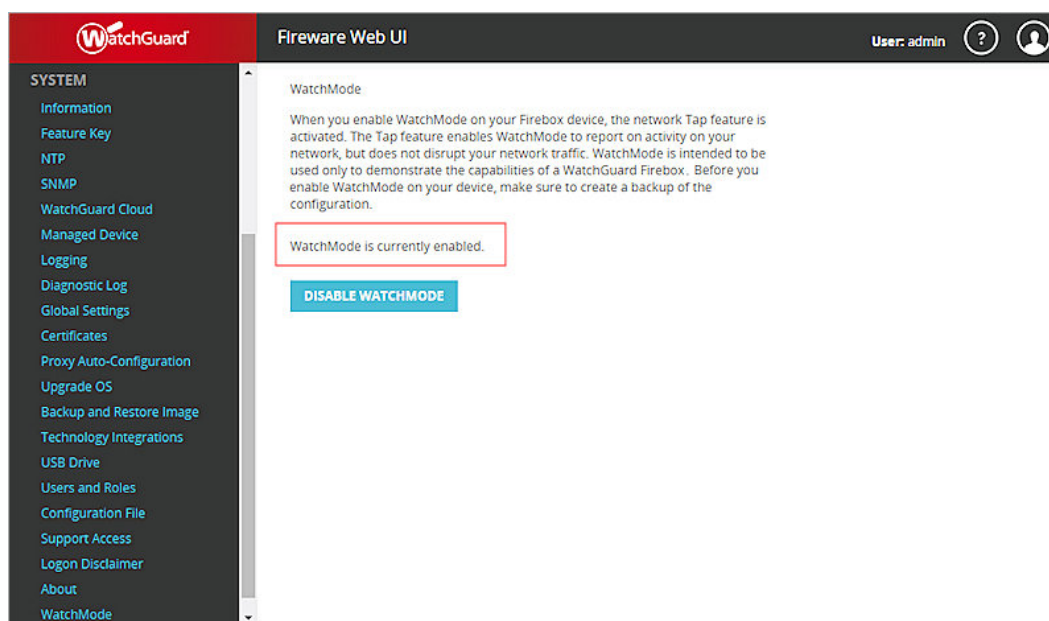 WatchGuard
Fireware Web UI
User: admin
?
SYSTEM
Information
Feature Key
NTP
SNMP
WatchGuard Cloud
Managed Device
Logging
Diagnostic Log
Global Settings
Certificates
Proxy Auto-Configuration
Upgrade OS
Backup and Restore Image
Technology Integrations
USB Drive
Users and Roles
Configuration File
Support Access
Logon Disclaimer
About
WatchMode
WatchMode
When you enable WatchMode on your Firebox device, the network Tap feature is
activated. The Tap feature enables WatchMode to report on activity on your
network, but does not disrupt your network traffic. WatchMode is intended to be
used only to demonstrate the capabilities of a WatchGuard Firebox. Before you
enable WatchMode on your device, make sure to create a backup of the
configuration.
WatchMode is currently enabled.
DISABLE WATCHMODE